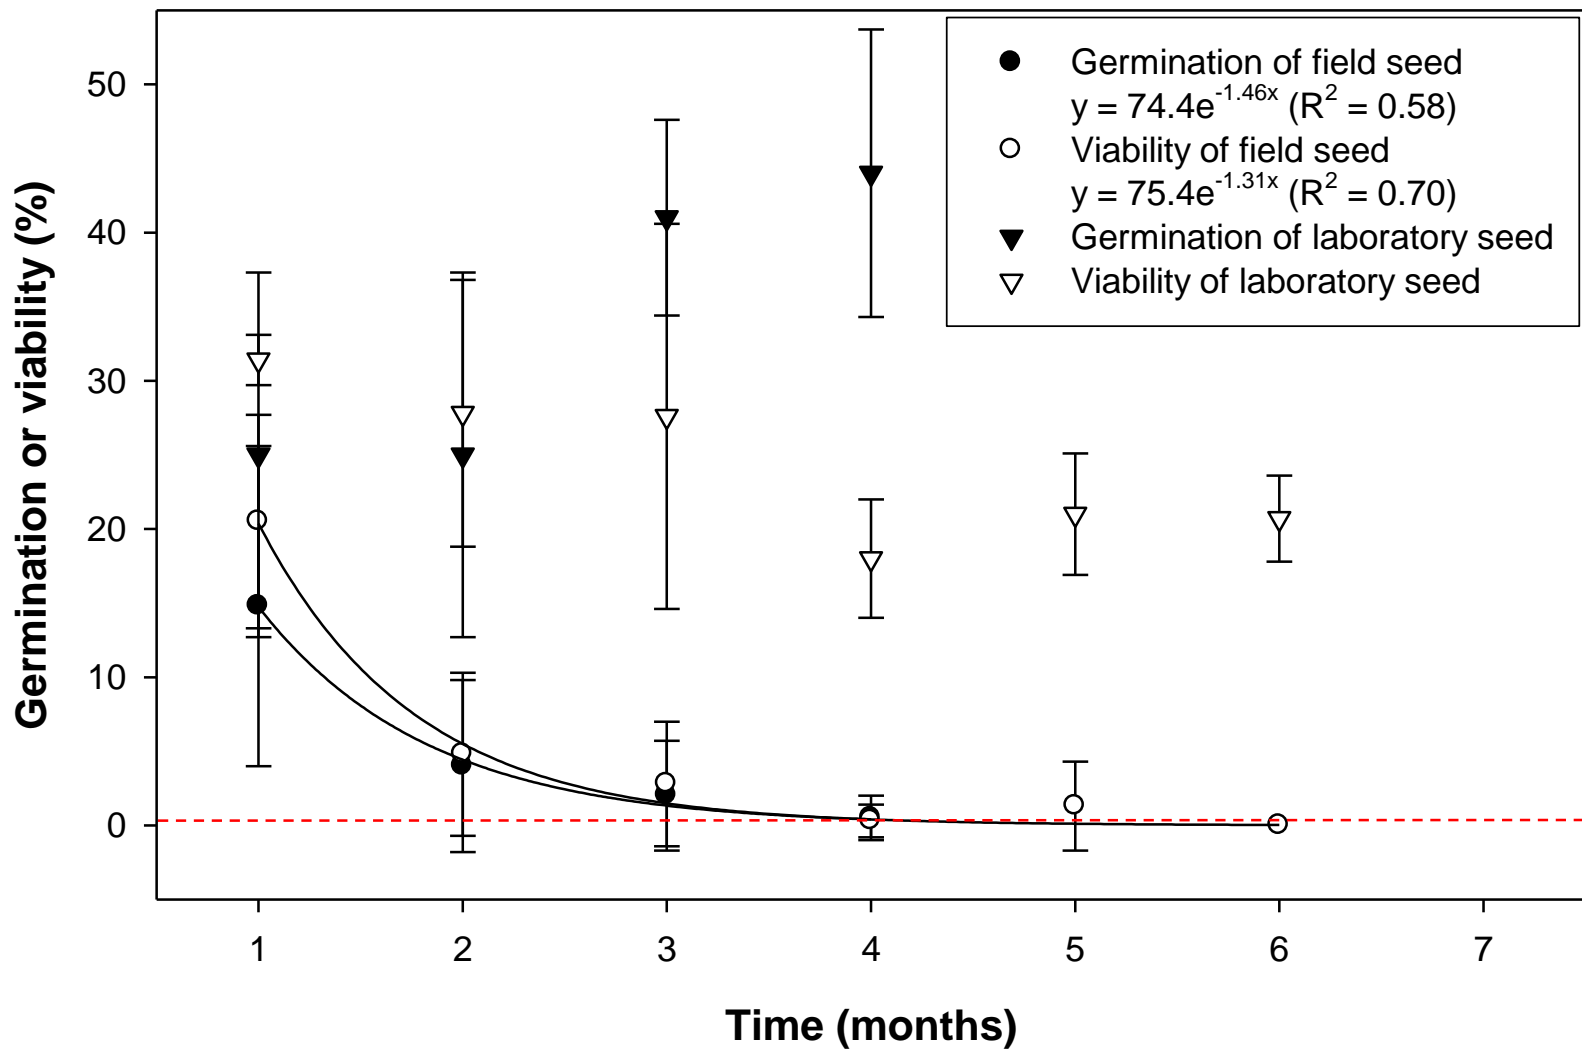 Germination of field seed
y = 74.4e^-1.46x (R² = 0.58)
Viability of field seed
y = 75.4e^-1.31x (R² = 0.70)
Germination of laboratory seed
Viability of laboratory seed
Germination or viability (%)
50
40
30
20
10
0
1 2 3 4 5 6 7
Time (months)